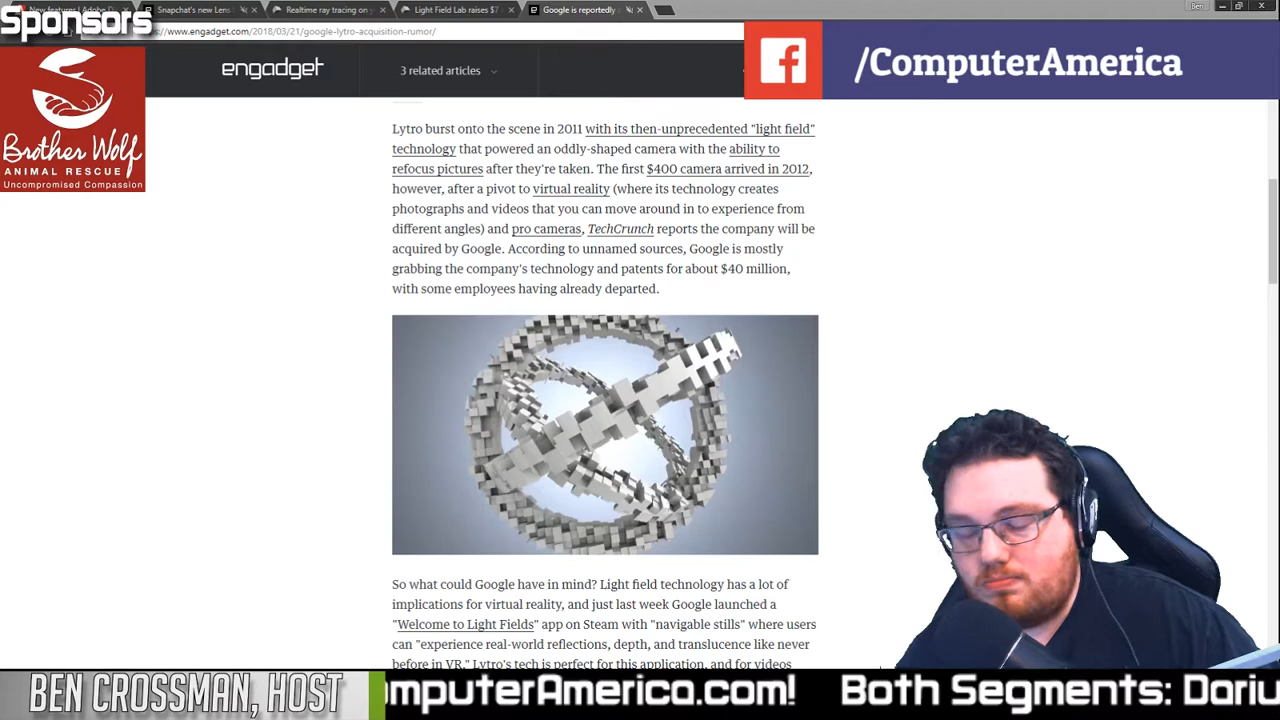 Sponsors
New features | Adobe
Snapchat's new Lens
Realtime ray tracing on
Light Field Lab raises $7
Google is reportedly
Ben
www.engadget.com/2018/03/21/google-lytro-acquisition-rumor/
Brother Wolf
ANIMAL RESCUE
Uncompromised Compassion
engadget
3 related articles
/ComputerAmerica
Lytro burst onto the scene in 2011 with its then-unprecedented "light field"
technology that powered an oddly-shaped camera with the ability to
refocus pictures after they're taken. The first $400 camera arrived in 2012,
however, after a pivot to virtual reality (where its technology creates
photographs and videos that you can move around in to experience from
different angles) and pro cameras, TechCrunch reports the company will be
acquired by Google. According to unnamed sources, Google is mostly
grabbing the company's technology and patents for about $40 million,
with some employees having already departed.
So what could Google have in mind? Light field technology has a lot of
implications for virtual reality, and just last week Google launched a
"Welcome to Light Fields" app on Steam with "navigable stills" where users
can "experience real-world reflections, depth, and translucence like never
before in VR." Lytro's tech is perfect for this application, and for videos
BEN CROSSMAN, HOST
omputerAmerica.com! Both Segments: Dariu